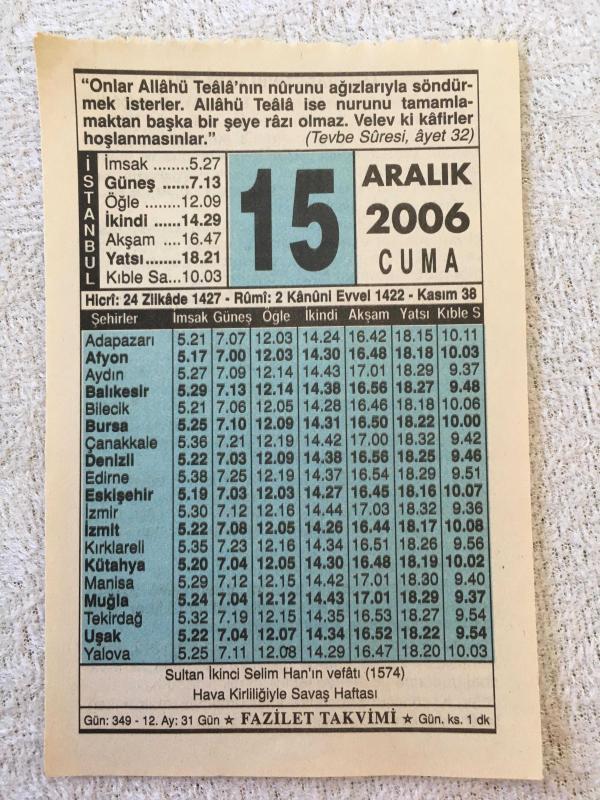 “Onlar Allâhü Teâlâ’nın nûrunu ağızlarıyla söndür-
mek isterler. Allâhü Teâlâ ise nurunu tamamla-
maktan başka bir şeye râzı olmaz. Velev ki kâfirler
hoşlanmasınlar.” (Tevbe Sûresi, âyet 32)
İSTANBUL
İmsak ........5.27
Güneş ......7.13
Öğle ........12.09
İkindi ......14.29
Akşam ....16.47
Yatsı........18.21
Kıble Sa...10.03
15
ARALIK
2006
CUMA
Hicrî: 24 Zilkâde 1427 - Rûmî: 2 Kânûni Evvel 1422 - Kasım 38
Şehirler İmsak Güneş Öğle İkindi Akşam Yatsı Kıble S
Adapazarı 5.21 7.07 12.03 14.24 16.42 18.15 10.11
Afyon 5.17 7.00 12.03 14.30 16.48 18.18 10.03
Aydın 5.27 7.09 12.14 14.43 17.01 18.29 9.37
Balıkesir 5.29 7.13 12.14 14.38 16.56 18.27 9.48
Bilecik 5.21 7.06 12.05 14.28 16.46 18.18 10.06
Bursa 5.25 7.10 12.09 14.31 16.50 18.22 10.00
Çanakkale 5.36 7.21 12.19 14.42 17.00 18.32 9.42
Denizli 5.22 7.03 12.09 14.38 16.56 18.25 9.46
Edirne 5.38 7.25 12.19 14.37 16.54 18.29 9.51
Eskişehir 5.19 7.03 12.03 14.27 16.45 18.16 10.07
İzmir 5.30 7.12 12.16 14.44 17.03 18.32 9.36
İzmit 5.22 7.08 12.05 14.26 16.44 18.17 10.08
Kırklareli 5.35 7.23 12.16 14.34 16.51 18.26 9.56
Kütahya 5.20 7.04 12.05 14.30 16.48 18.19 10.02
Manisa 5.29 7.12 12.15 14.42 17.01 18.30 9.40
Muğla 5.24 7.04 12.12 14.43 17.01 18.29 9.37
Tekirdağ 5.32 7.19 12.15 14.35 16.53 18.27 9.54
Uşak 5.22 7.04 12.07 14.34 16.52 18.22 9.54
Yalova 5.25 7.11 12.08 14.29 16.47 18.20 10.03
Sultan İkinci Selim Han’ın vefâtı (1574)
Hava Kirliliğiyle Savaş Haftası
Gün: 349 - 12. Ay: 31 Gün ★ FAZİLET TAKVİMİ ★ Gün. ks. 1 dk